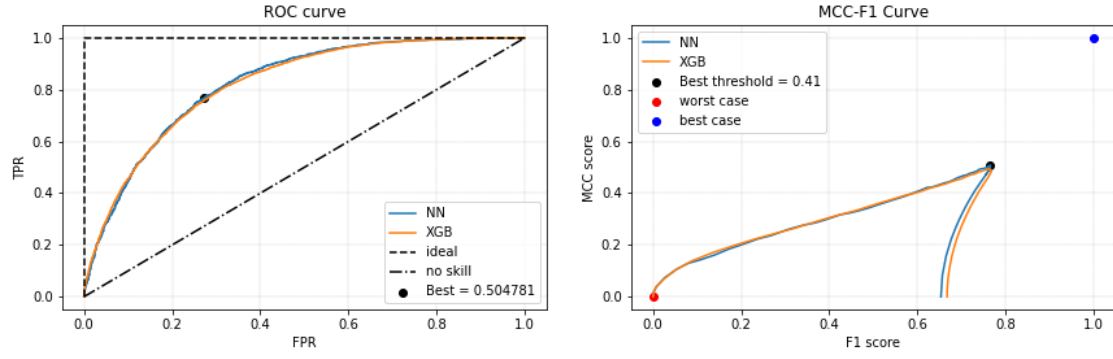 ROC curve
1.0
0.8
0.6
0.4
0.2
0.0
TPR
0.0
0.2
0.4
0.6
0.8
1.0
FPR
NN
XGB
ideal
no skill
Best = 0.504781
MCC-F1 Curve
1.0
0.8
0.6
0.4
0.2
0.0
MCC score
0.0
0.2
0.4
0.6
0.8
1.0
F1 score
NN
XGB
Best threshold = 0.41
worst case
best case